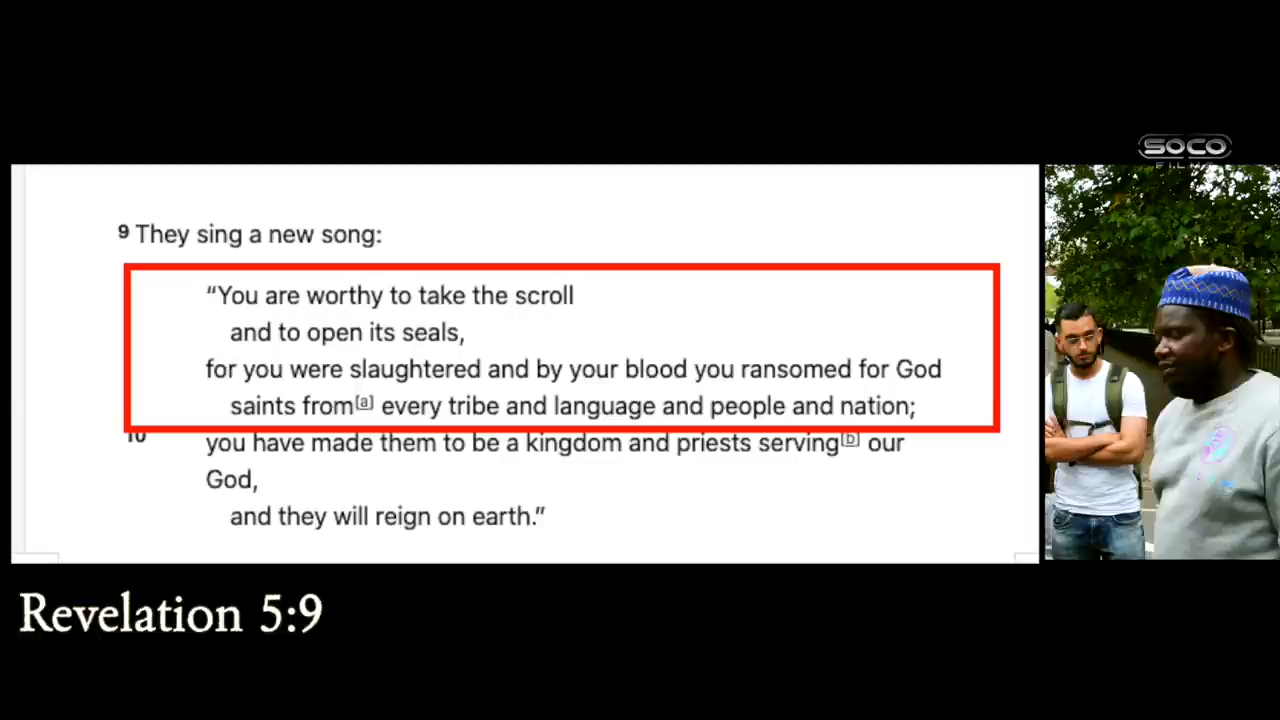 SOCO
FILMS
9 They sing a new song:
“You are worthy to take the scroll
and to open its seals,
for you were slaughtered and by your blood you ransomed for God
saints from[a] every tribe and language and people and nation;
10 you have made them to be a kingdom and priests serving[b] our
God,
and they will reign on earth.”
Revelation 5:9